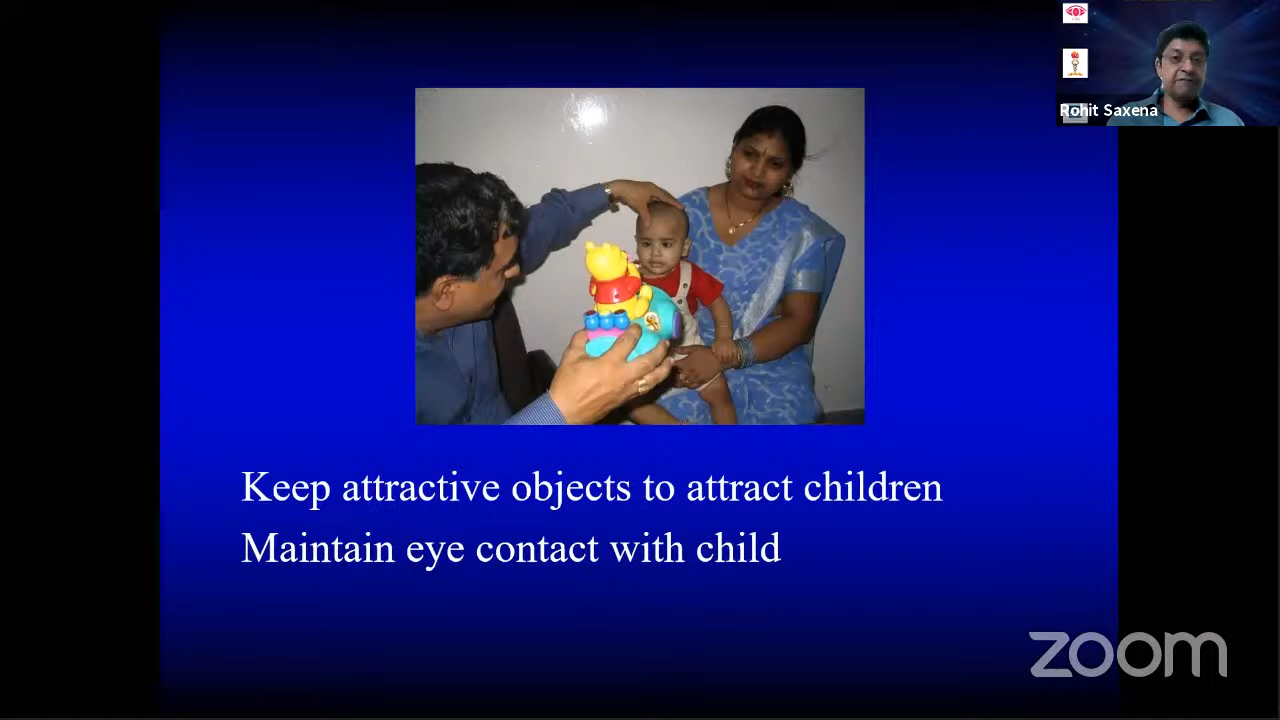 Rohit Saxena
Keep attractive objects to attract children
Maintain eye contact with child
zoom